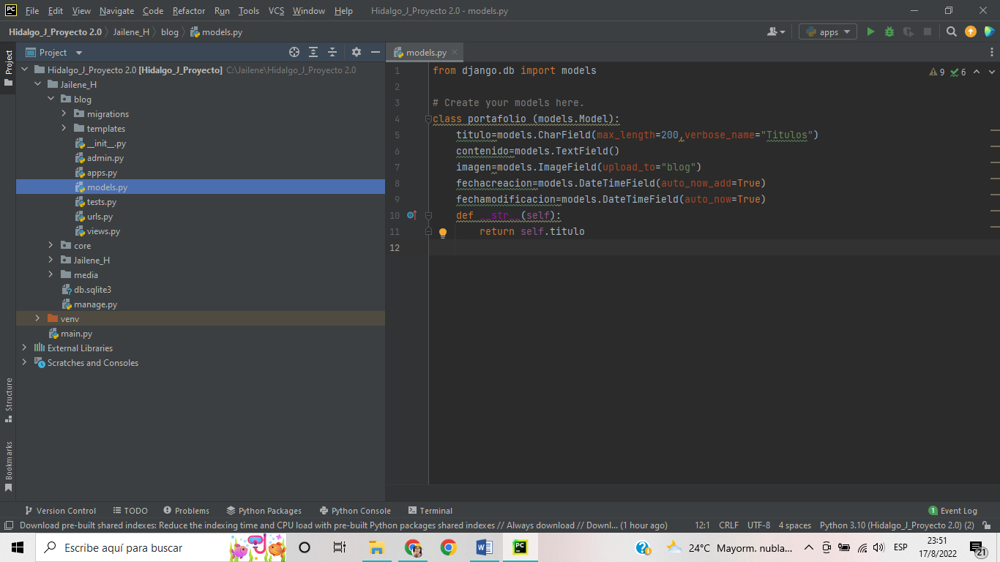 PC File Edit View Navigate Code Refactor Run Tools VCS Window Help Hidalgo_J_Proyecto 2.0 - models.py
Hidalgo_J_Proyecto 2.0 Jailene_H blog models.py apps
Project
Project
models.py
Hidalgo_J_Proyecto 2.0 [Hidalgo_J_Proyecto] C:\Jailene\Hidalgo_J_Proyecto 2.0
Jailene_H
blog
migrations
templates
__init__.py
admin.py
apps.py
models.py
tests.py
urls.py
views.py
core
Jailene_H
media
db.sqlite3
manage.py
venv
main.py
External Libraries
Scratches and Consoles
Structure
Bookmarks
9 6
1 from django.db import models
2
3 # Create your models here.
4 class portafolio (models.Model):
5 titulo=models.CharField(max_length=200,verbose_name="Titulos")
6 contenido=models.TextField()
7 imagen=models.ImageField(upload_to="blog")
8 fechacreacion=models.DateTimeField(auto_now_add=True)
9 fechamodificacion=models.DateTimeField(auto_now=True)
10 def __str__(self):
11 return self.titulo
12
Version Control TODO Problems Python Packages Python Console Terminal 1 Event Log
Download pre-built shared indexes: Reduce the indexing time and CPU load with pre-built Python packages shared indexes // Always download // Downl... (1 hour ago) 12:1 CRLF UTF-8 4 spaces Python 3.10 (Hidalgo_J_Proyecto 2.0) (2)
Escribe aquí para buscar
W
PC
24°C Mayorm. nubla... ESP
23:51
17/8/2022
21